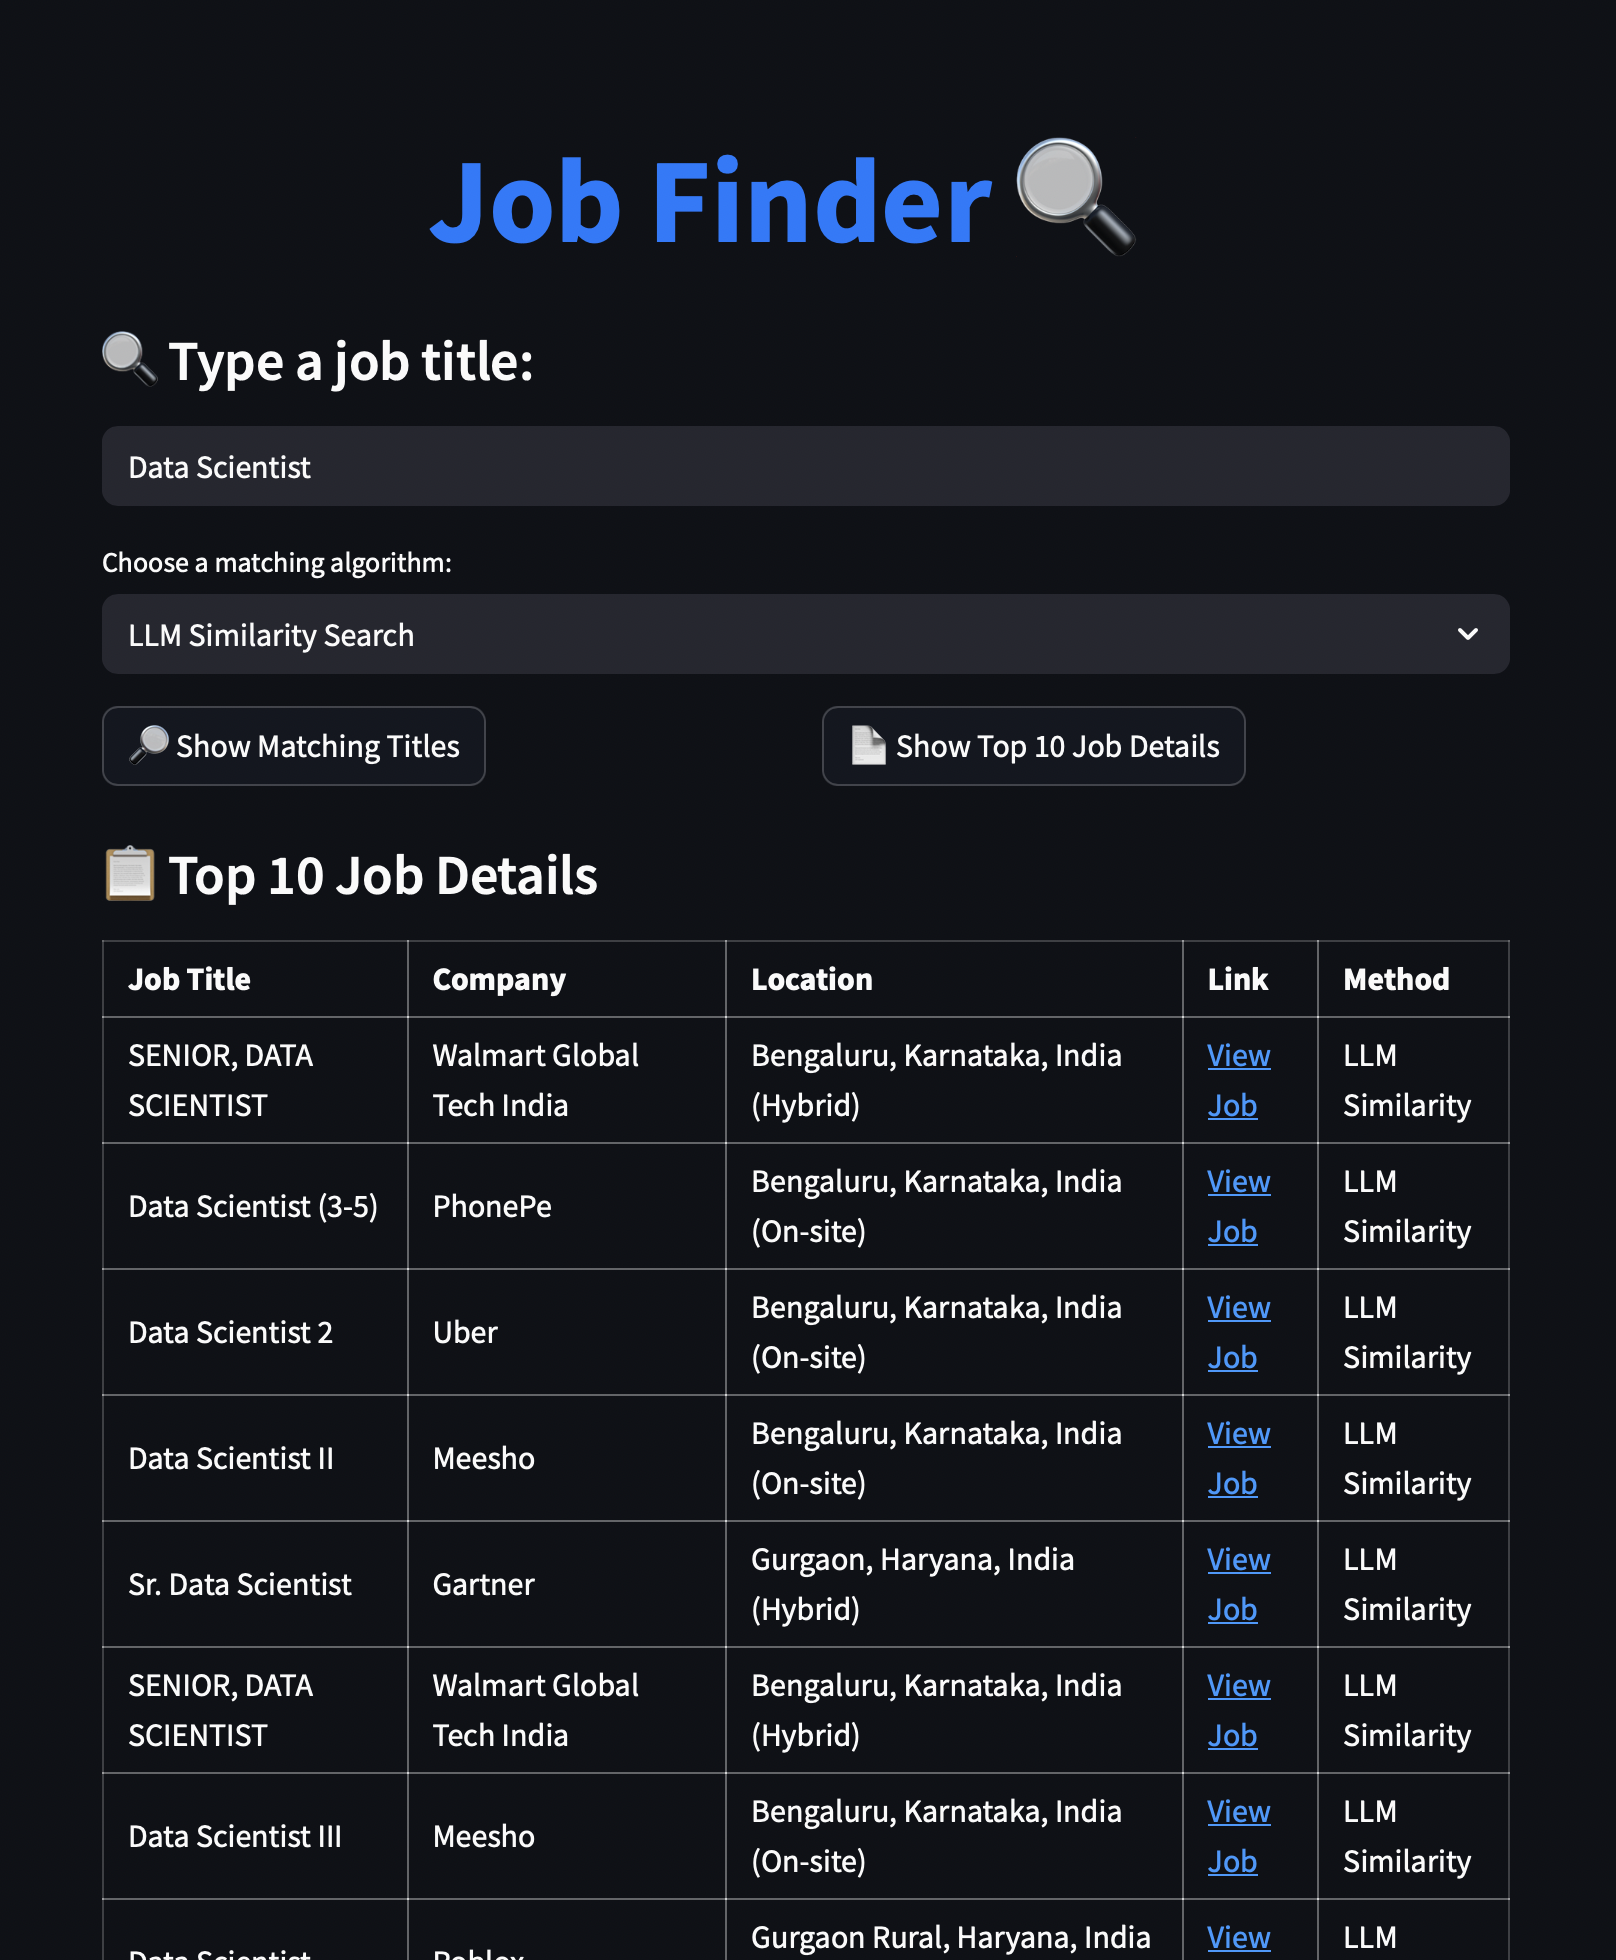 Job Finder
Type a job title:
Data Scientist
Choose a matching algorithm:
LLM Similarity Search
Show Matching Titles
Show Top 10 Job Details
Top 10 Job Details
Job Title Company Location Link Method
SENIOR, DATA Walmart Global Bengaluru, Karnataka, India View LLM
SCIENTIST Tech India (Hybrid) Job Similarity
Data Scientist (3-5) PhonePe Bengaluru, Karnataka, India View LLM
(On-site) Job Similarity
Data Scientist 2 Uber Bengaluru, Karnataka, India View LLM
(On-site) Job Similarity
Data Scientist II Meesho Bengaluru, Karnataka, India View LLM
(On-site) Job Similarity
Sr. Data Scientist Gartner Gurgaon, Haryana, India View LLM
(Hybrid) Job Similarity
SENIOR, DATA Walmart Global Bengaluru, Karnataka, India View LLM
SCIENTIST Tech India (Hybrid) Job Similarity
Data Scientist III Meesho Bengaluru, Karnataka, India View LLM
(On-site) Job Similarity
Gurgaon Rural, Haryana, India View LLM
Data Scientist Roblox